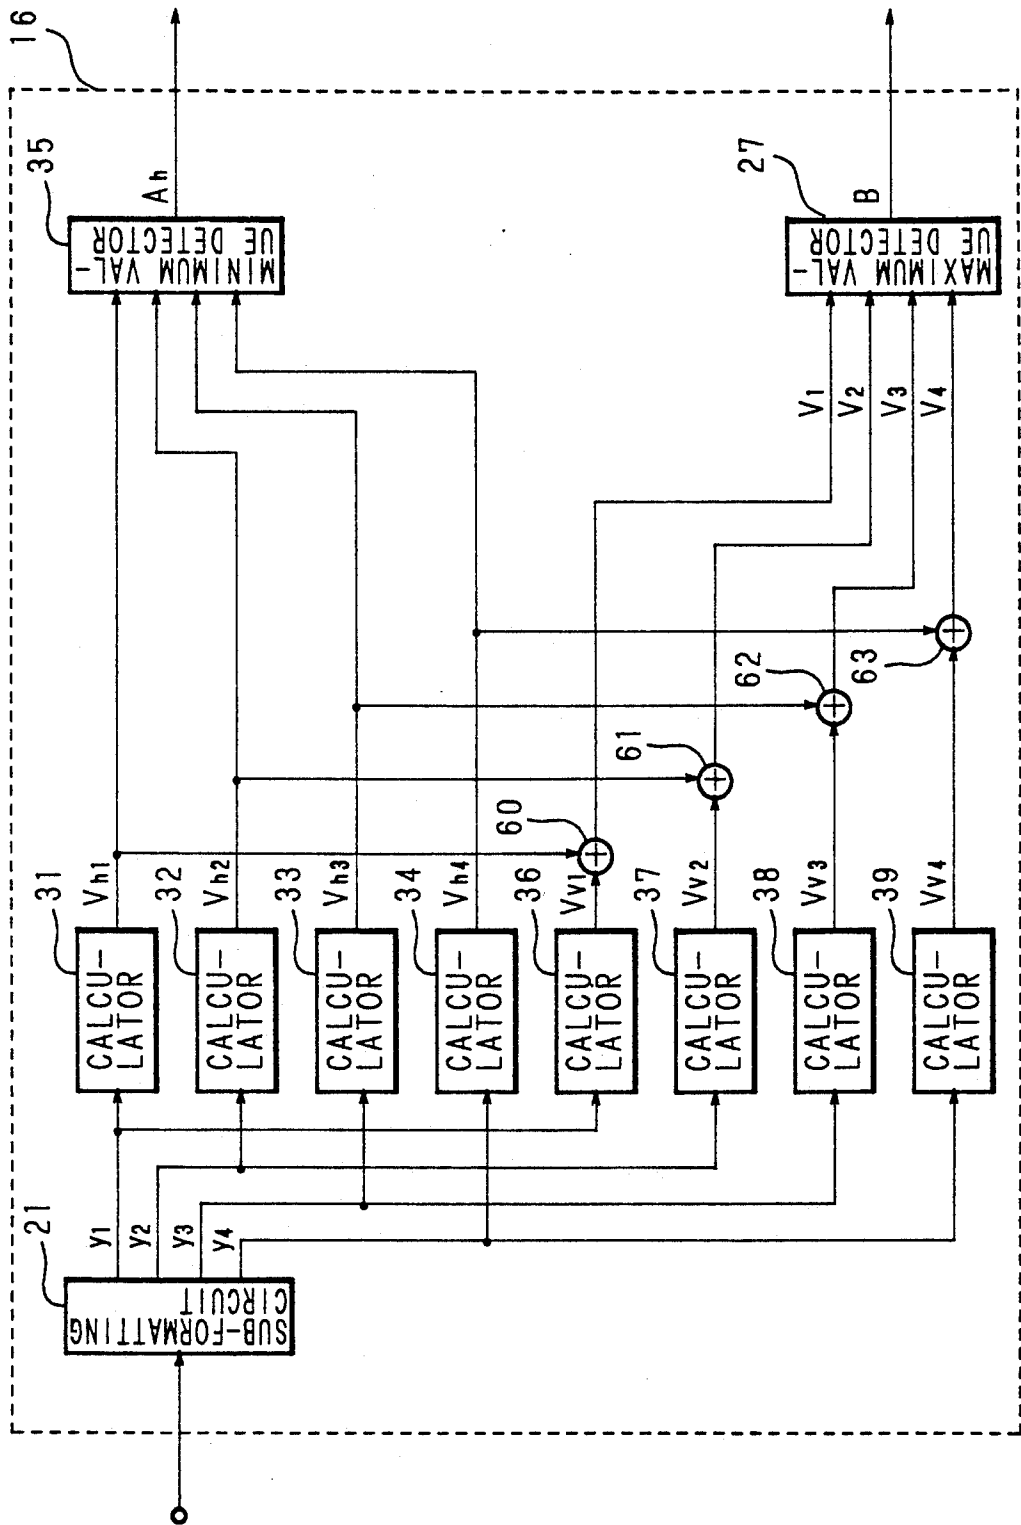 16
35
Ah
MINIMUM VAL-
UE DETECTOR
27
B
MAXIMUM VAL-
UE DETECTOR
V1
V2
V3
V4
60
61
62
63
31
Vh1
32
Vh2
33
Vh3
34
Vh4
36
Vv1
37
Vv2
38
Vv3
39
Vv4
CALCU-
LATOR
CALCU-
LATOR
CALCU-
LATOR
CALCU-
LATOR
CALCU-
LATOR
CALCU-
LATOR
CALCU-
LATOR
CALCU-
LATOR
21
y1
y2
y3
y4
SUB-FORMATTING
CIRCUIT